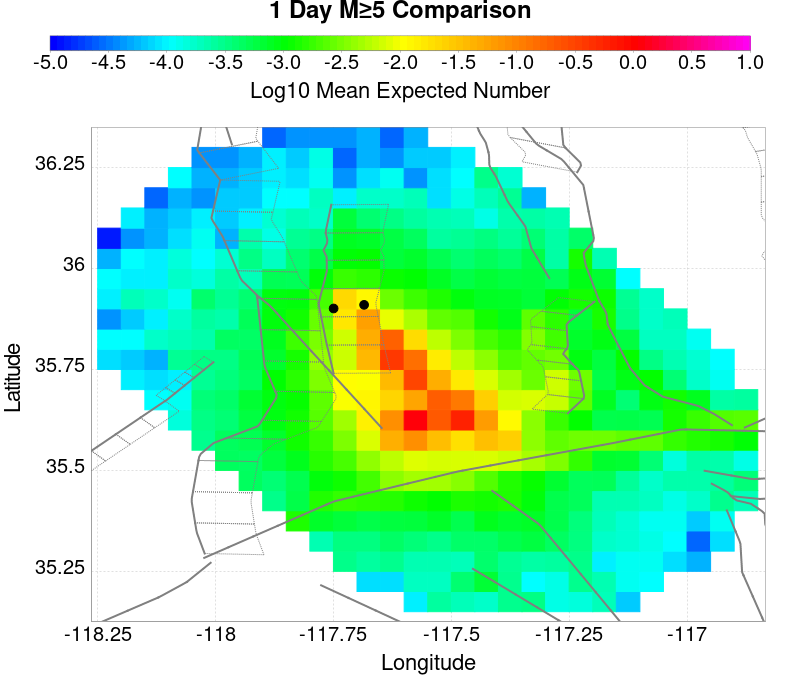 1 Day M≥5 Comparison
-5.0 -4.5 -4.0 -3.5 -3.0 -2.5 -2.0 -1.5 -1.0 -0.5 0.0 0.5 1.0
Log10 Mean Expected Number
36.25
36
35.75
35.5
35.25
Latitude
-118.25 -118 -117.75 -117.5 -117.25 -117
Longitude